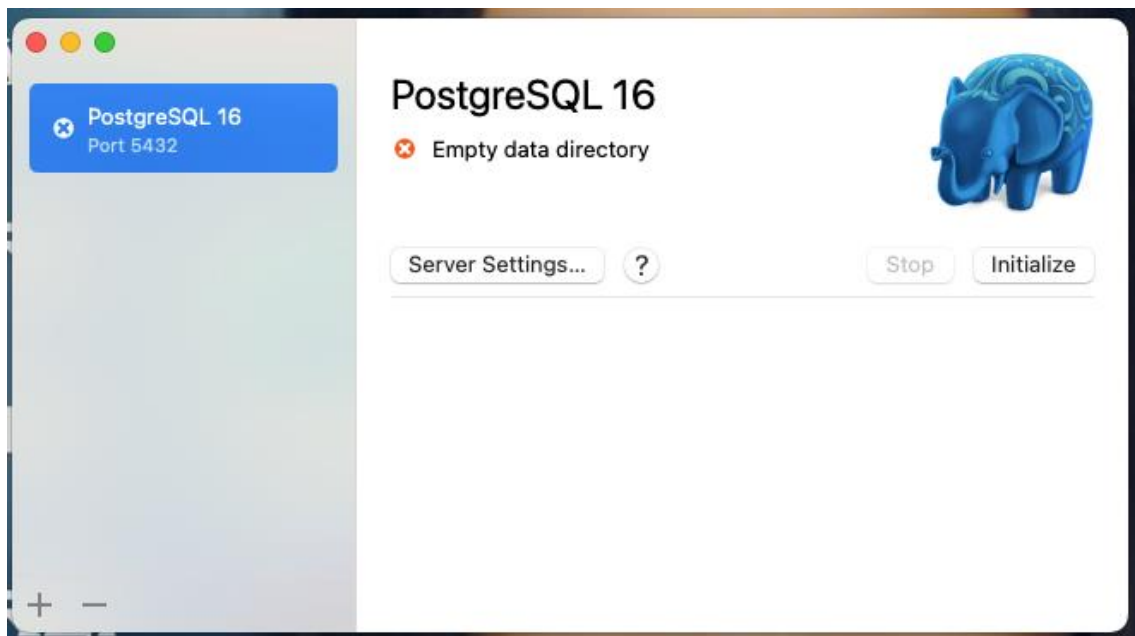 PostgreSQL 16
Port 5432
PostgreSQL 16
Empty data directory
Server Settings... ? Stop Initialize